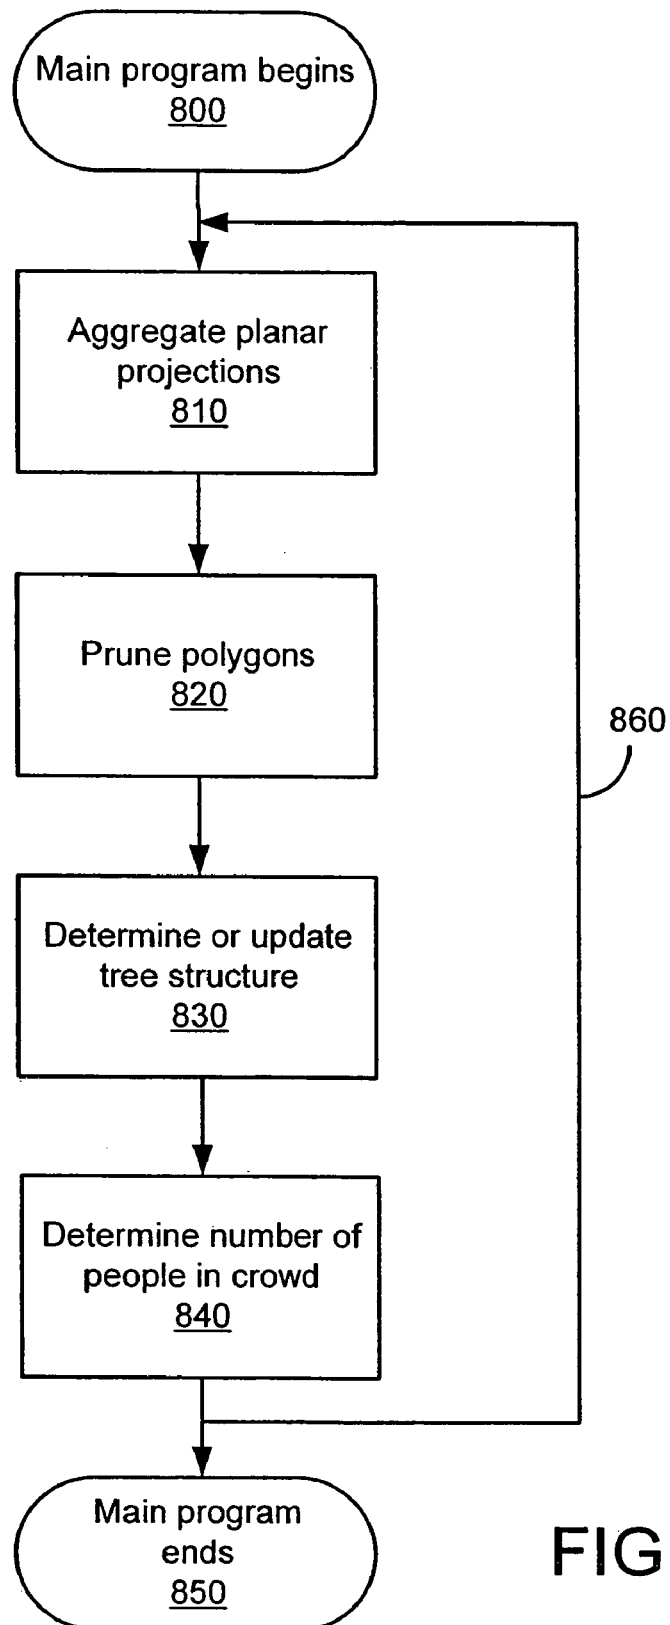 Main program begins
800
Aggregate planar
projections
810
Prune polygons
820
860
Determine or update
tree structure
830
Determine number of
people in crowd
840
Main program
ends
850
FIG